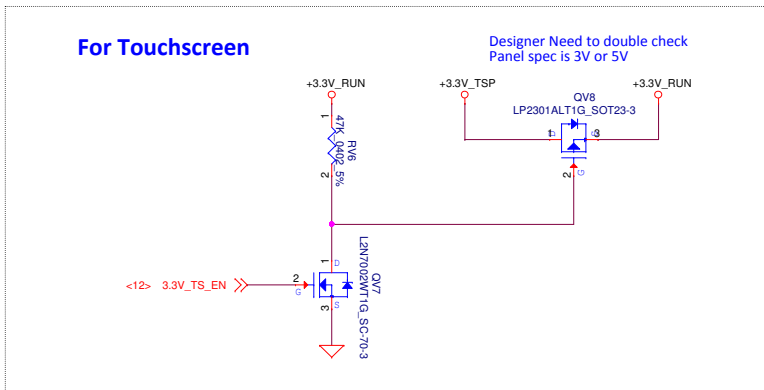 For Touchscreen
Designer Need to double check
Panel spec is 3V or 5V
+3.3V_RUN
+3.3V_TSP
+3.3V_RUN
QV8
LP2301ALT1G_SOT23-3
1
D
S
3
2
G
1
47K_0402_5%
RV6
2
1
D
<12> 3.3V_TS_EN
2
G
S
3
QV7
L2N7002WT1G_SC-70-3